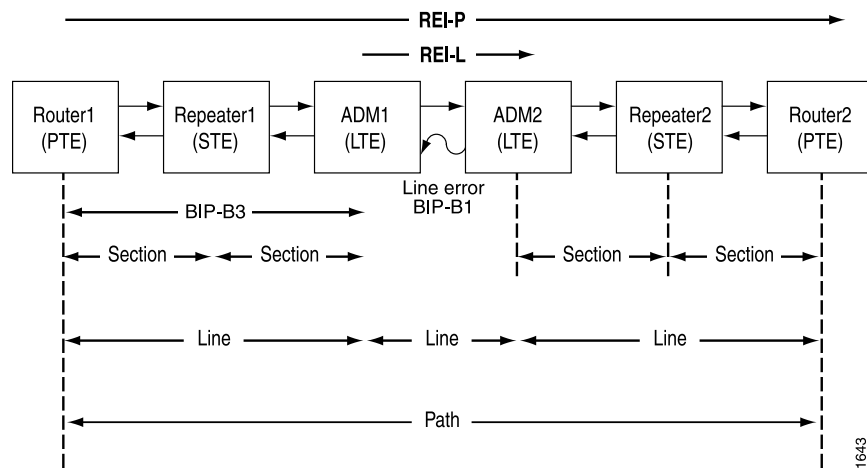 REI-P
REI-L
Router1
(PTE)
Repeater1
(STE)
ADM1
(LTE)
ADM2
(LTE)
Repeater2
(STE)
Router2
(PTE)
Line error
BIP-B1
BIP-B3
Section
Section
Section
Section
Line
Line
Line
Path
1643